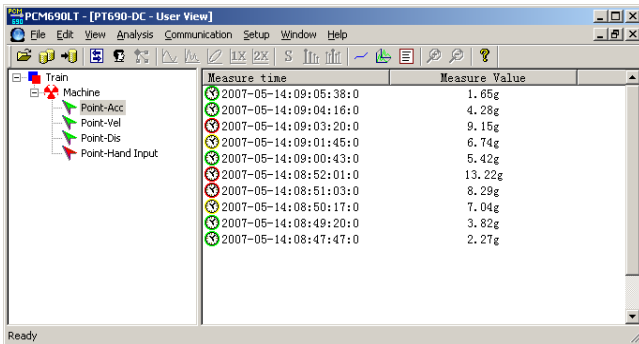 PCM690LT - [PT690-DC - User View]
File Edit View Analysis Communication Setup Window Help
1X 2X S
Train
Machine
Point-Acc
Point-Vel
Point-Dis
Point-Hand Input
Measure time Measure Value
2007-05-14:09:05:38:0 1.65g
2007-05-14:09:04:16:0 4.28g
2007-05-14:09:03:20:0 9.15g
2007-05-14:09:01:45:0 6.74g
2007-05-14:09:00:43:0 5.42g
2007-05-14:08:52:01:0 13.22g
2007-05-14:08:51:03:0 8.29g
2007-05-14:08:50:17:0 7.04g
2007-05-14:08:49:20:0 3.82g
2007-05-14:08:47:47:0 2.27g
Ready